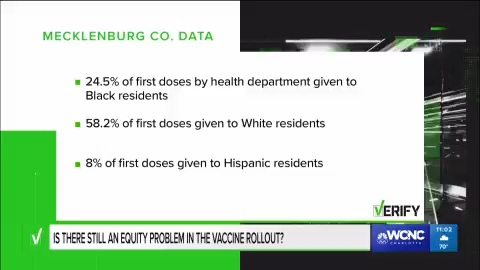 MECKLENBURG CO. DATA
24.5% of first doses by health department given to
Black residents
58.2% of first doses given to White residents
8% of first doses given to Hispanic residents
VERIFY
IS THERE STILL AN EQUITY PROBLEM IN THE VACCINE ROLLOUT?
WCNC
CHARLOTTE
11:02
70°